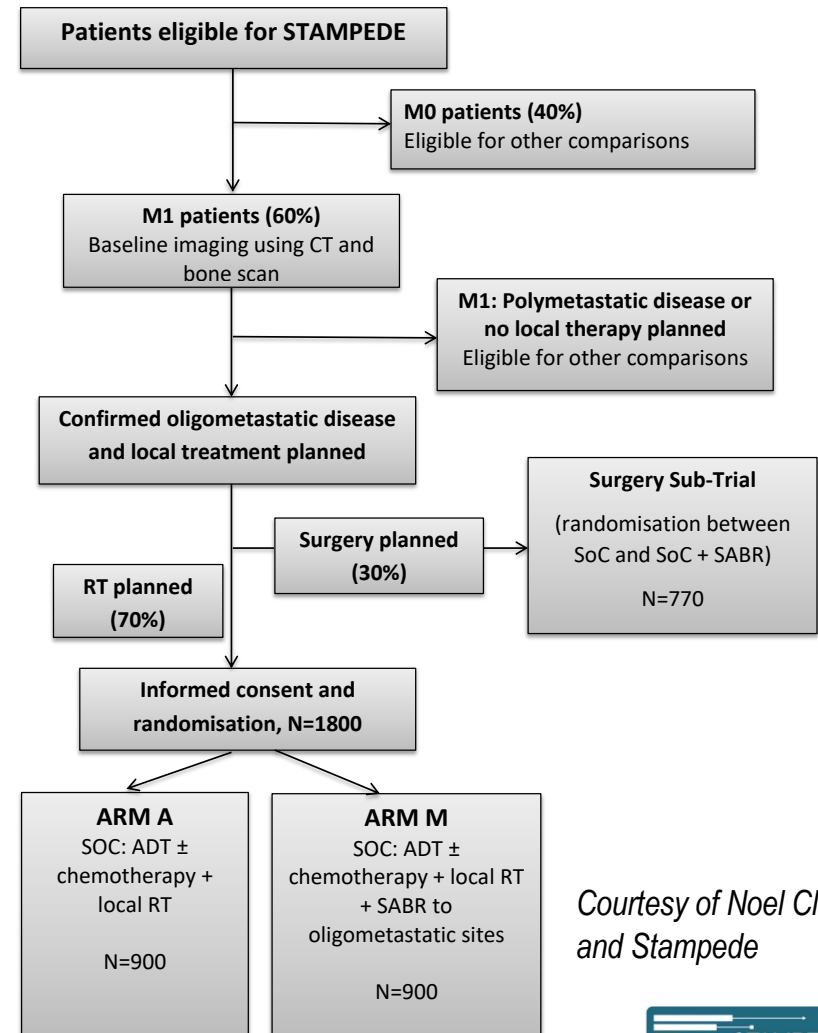 Patients eligible for STAMPEDE
M0 patients (40%)
Eligible for other comparisons
M1 patients (60%)
Baseline imaging using CT and
bone scan
M1: Polymetastatic disease or
no local therapy planned
Eligible for other comparisons
Confirmed oligometastatic disease
and local treatment planned
Surgery Sub-Trial
(randomisation between
SoC and SoC + SABR)
N=770
Surgery planned
(30%)
RT planned
(70%)
Informed consent and
randomisation, N=1800
ARM A
SOC: ADT ±
chemotherapy +
local RT
N=900
ARM M
SOC: ADT ±
chemotherapy + local RT
+ SABR to
oligometastatic sites
N=900
Courtesy of Noel
and Stampede